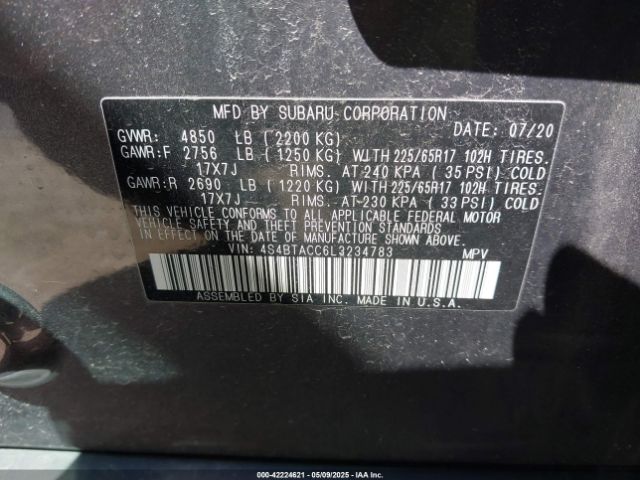 MFD BY SUBARU CORPORATION
DATE: 07/20
GVWR: 4850 LB (2200 KG)
GAWR:F 2756 LB (1250 KG) WITH 225/65R17 102H TIRES.
17X7J RIMS. AT 240 KPA (35 PSI) COLD
GAWR:R 2690 LB (1220 KG) WITH 225/65R17 102H TIRES.
17X7J RIMS. AT 230 KPA (33 PSI) COLD
THIS VEHICLE CONFORMS TO ALL APPLICABLE FEDERAL MOTOR
VEHICLE SAFETY AND THEFT PREVENTION STANDARDS IN EFFECT
ON THE DATE OF MANUFACTURE SHOWN ABOVE.
VIN: 4S4BTACC6L3234783 MPV
ASSEMBLED BY SIA INC. MADE IN U.S.A.
000-42224621 - 05/09/2025 - IAA Inc.